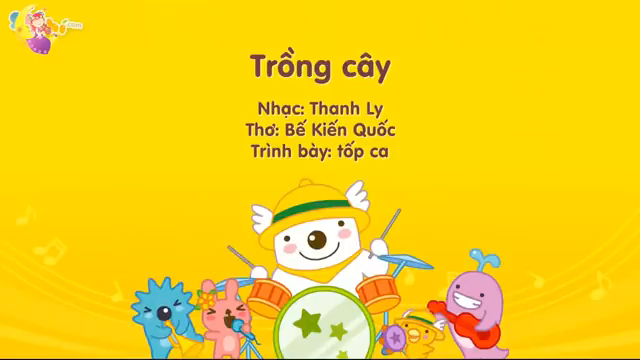 Trồng cây
Nhạc: Thanh Ly
Thơ: Bế Kiến Quốc
Trình bày: tốp ca